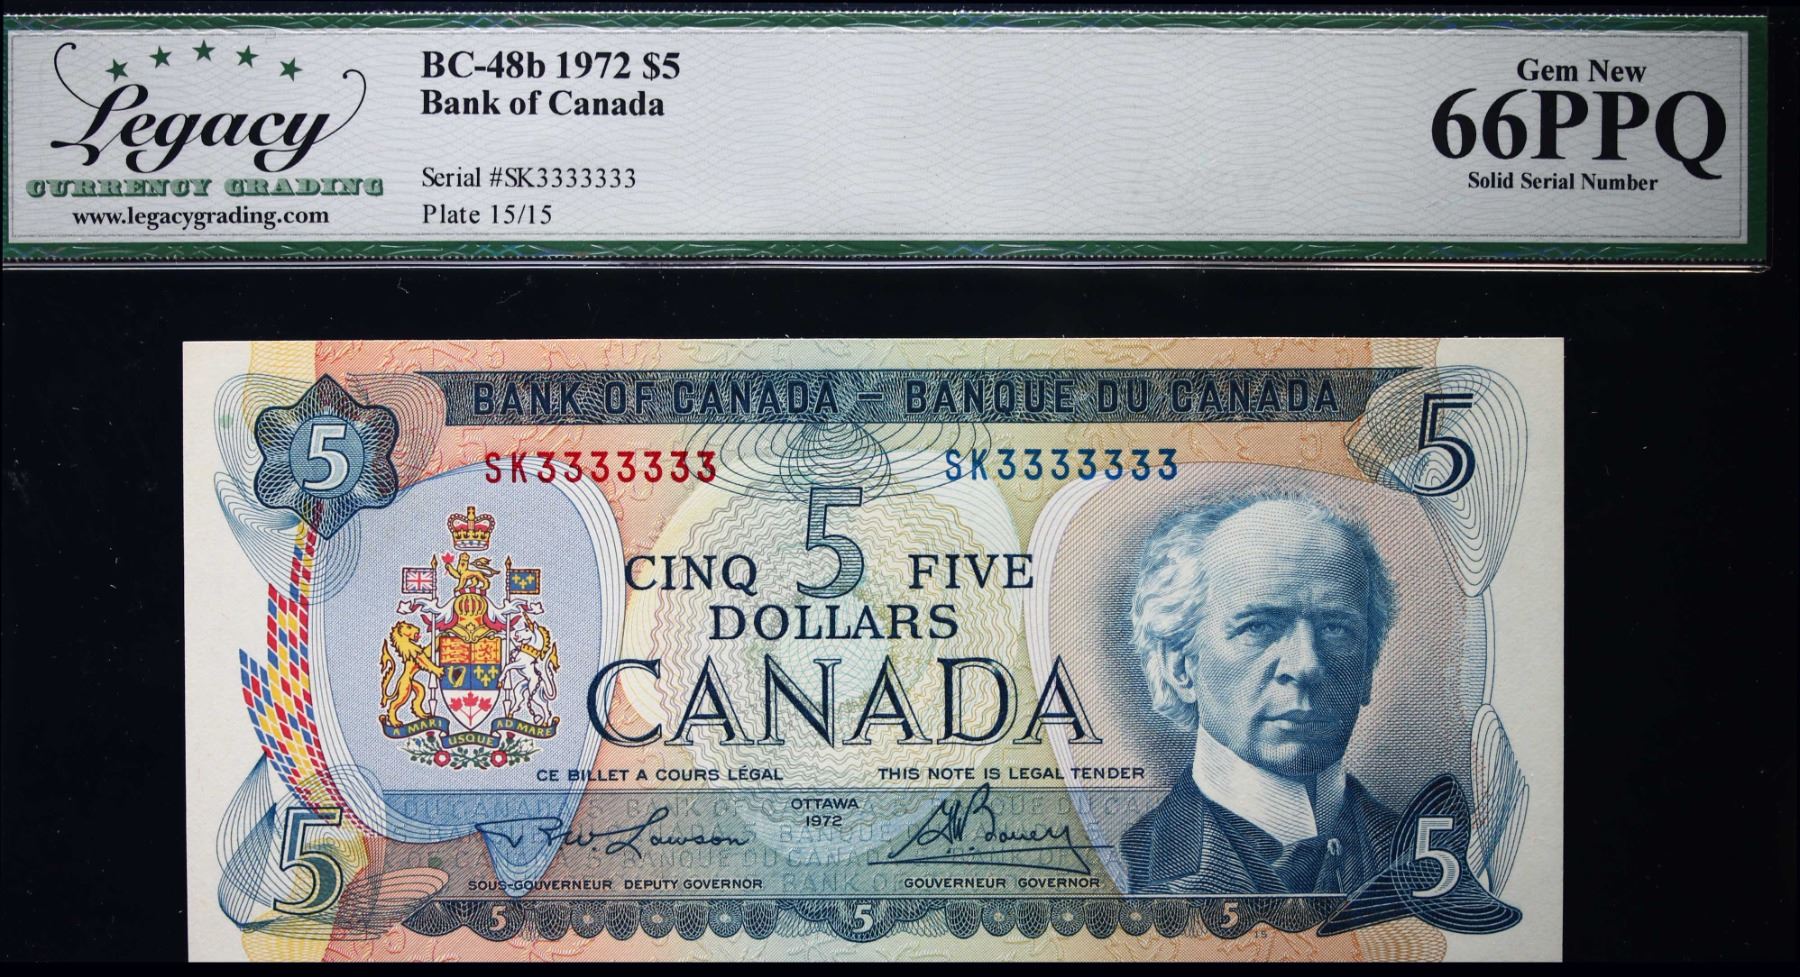 Legacy
CURRENCY GRADING
www.legacygrading.com
BC-48b 1972 $5
Bank of Canada
Serial #SK3333333
Plate 15/15
Gem New
66PPQ
Solid Serial Number
BANK OF CANADA – BANQUE DU CANADA
5
5
SK3333333
SK3333333
5
CINQ FIVE
DOLLARS
CANADA
A MARI USQUE AD MARE
CE BILLET A COURS LÉGAL
THIS NOTE IS LEGAL TENDER
OTTAWA
1972
R.W. Lawson
G.K. Bouey
SOUS-GOUVERNEUR DEPUTY GOVERNOR
GOUVERNEUR GOVERNOR
5
5
5
5
5
15